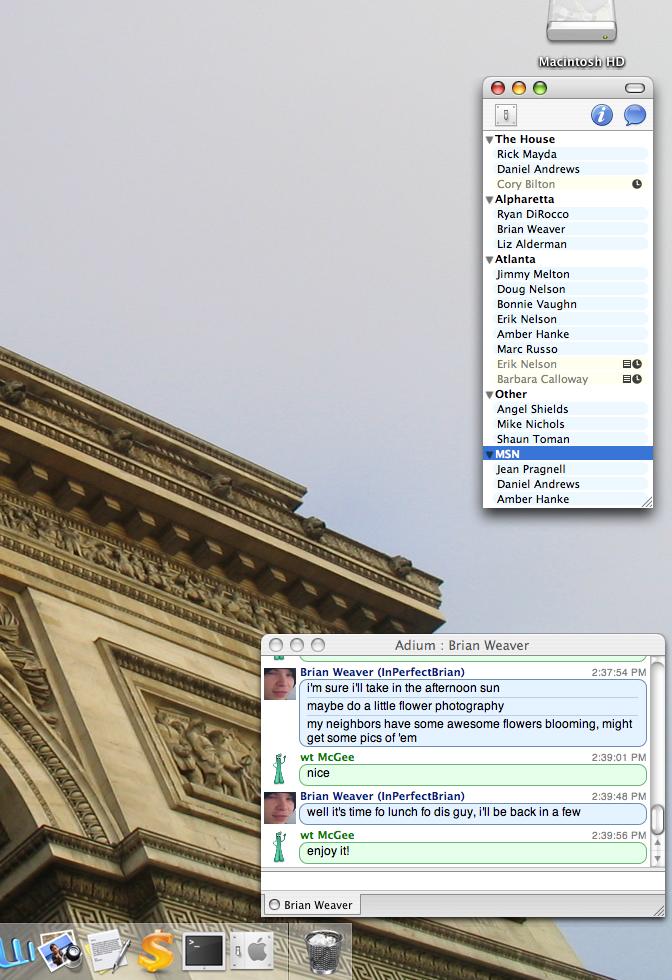 Macintosh HD
The House
Rick Mayda
Daniel Andrews
Cory Bilton
Alpharetta
Ryan DiRocco
Brian Weaver
Liz Alderman
Atlanta
Jimmy Melton
Doug Nelson
Bonnie Vaughn
Erik Nelson
Amber Hanke
Marc Russo
Erik Nelson
Barbara Calloway
Other
Angel Shields
Mike Nichols
Shaun Toman
MSN
Jean Pragnell
Daniel Andrews
Amber Hanke
Adium : Brian Weaver
Brian Weaver (InPerfectBrian) 2:37:54 PM
i'm sure i'll take in the afternoon sun
maybe do a little flower photography
my neighbors have some awesome flowers blooming, might
get some pics of 'em
wt McGee 2:39:01 PM
nice
Brian Weaver (InPerfectBrian) 2:39:48 PM
well it's time fo lunch fo dis guy, i'll be back in a few
wt McGee 2:39:56 PM
enjoy it!
Brian Weaver